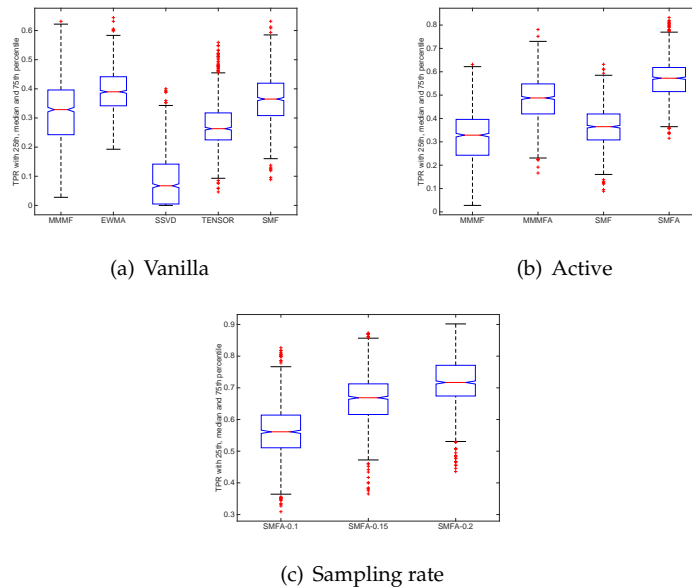 TPR with 25th, median and 75th percentile
0.6
0.5
0.4
0.3
0.2
0.1
0
MMMF EWMA SSVD TENSOR SMF
(a) Vanilla
TPR with 25th, median and 75th percentile
0.8
0.7
0.6
0.5
0.4
0.3
0.2
0.1
0
MMMF MMMFA SMF SMFA
(b) Active
TPR with 25th, median and 75th percentile
0.9
0.8
0.7
0.6
0.5
0.4
0.3
SMFA-0.1 SMFA-0.15 SMFA-0.2
(c) Sampling rate